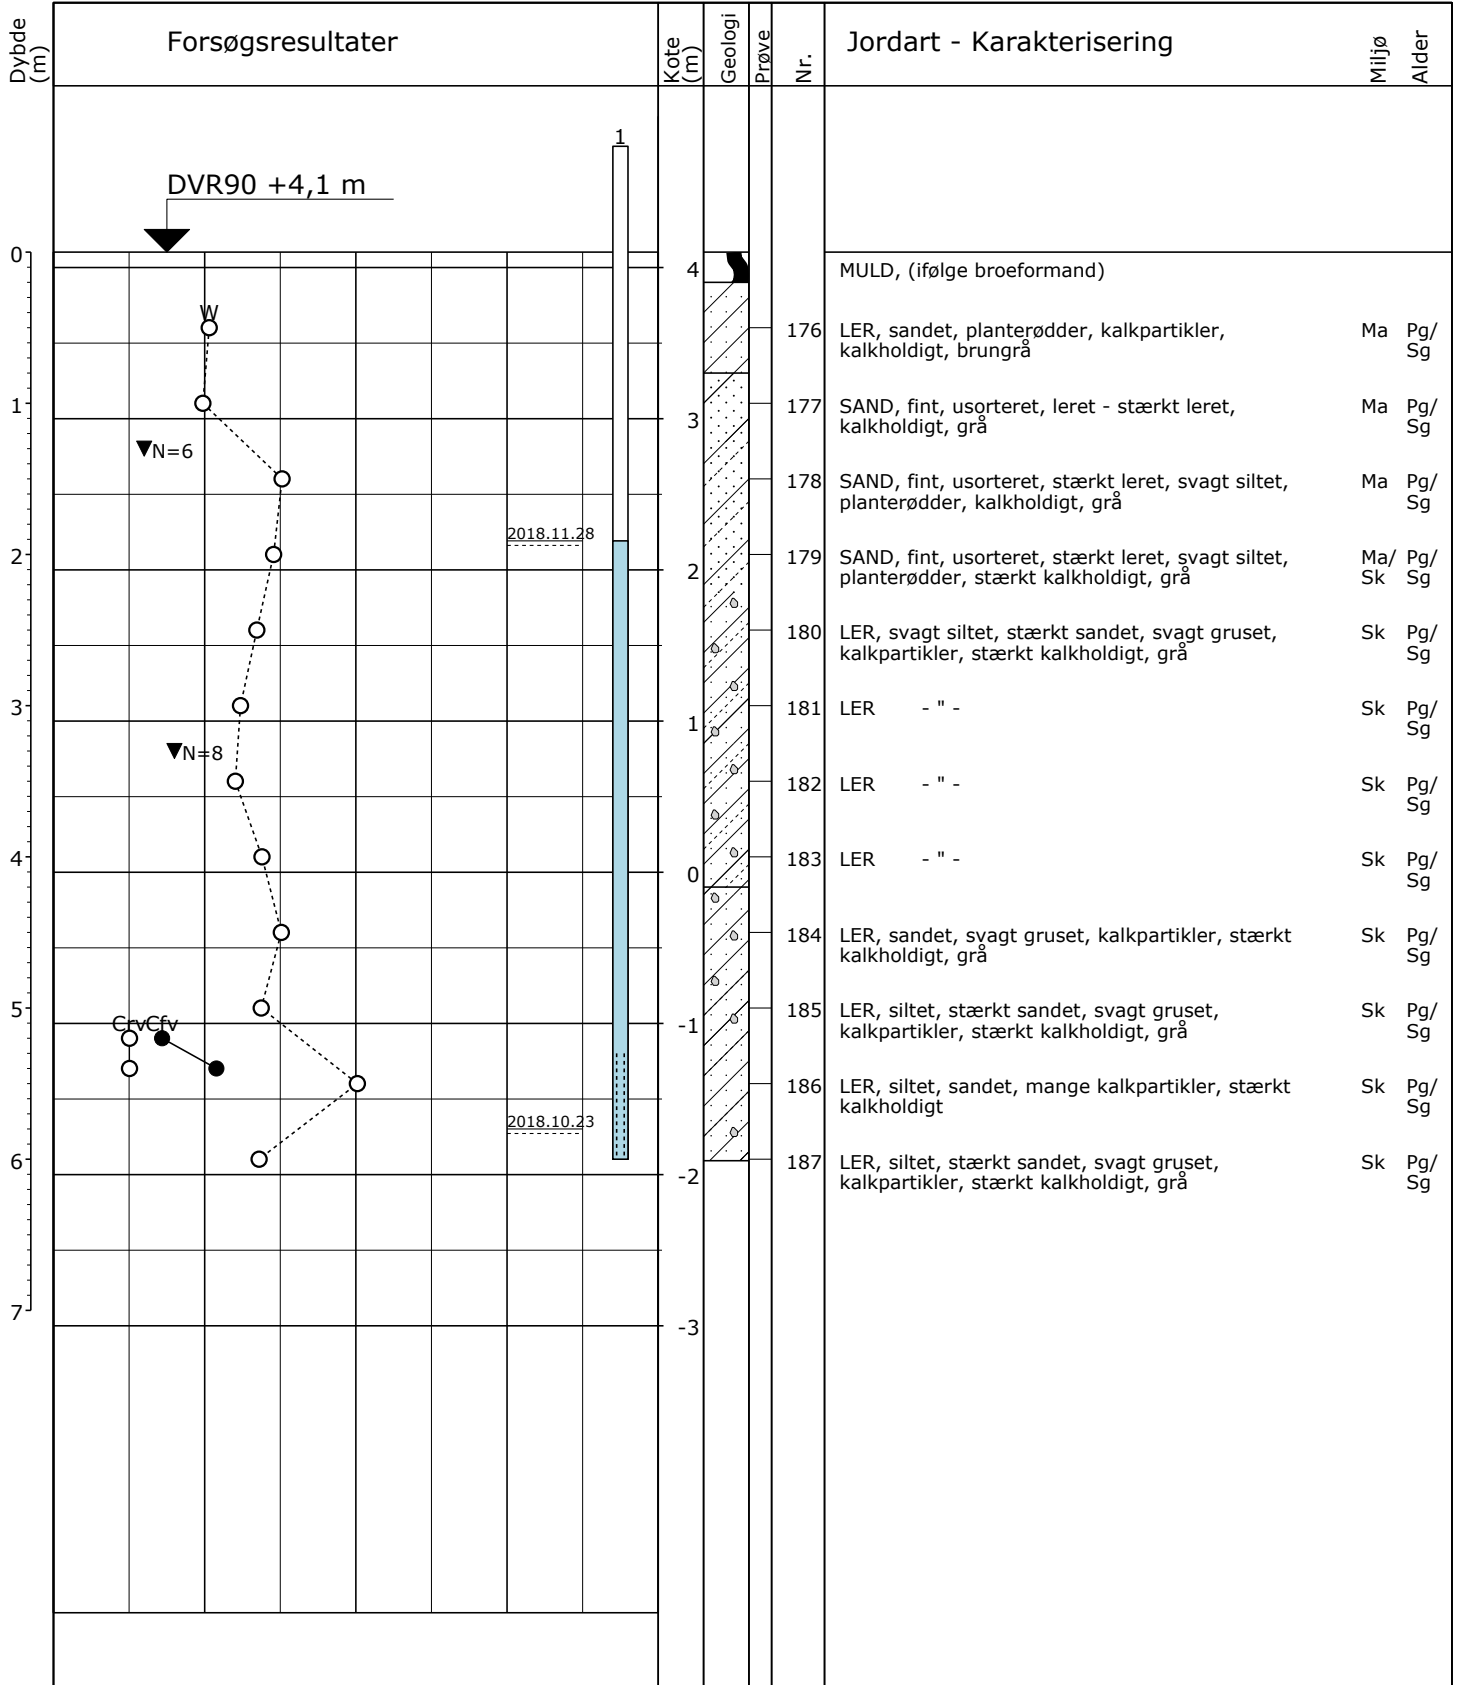 Dybde
(m)
Forsøgsresultater
Kote
(m)
Geologi
Prøve
Nr.
Jordart - Karakterisering
Miljø
Alder
1
DVR90 +4,1 m
0
4
MULD, (ifølge broeformand)
W
176 LER, sandet, planterødder, kalkpartikler, Ma Pg/
kalkholdigt, brungrå Sg
1
3
177 SAND, fint, usorteret, leret - stærkt leret, Ma Pg/
kalkholdigt, grå Sg
N=6
178 SAND, fint, usorteret, stærkt leret, svagt siltet, Ma Pg/
planterødder, kalkholdigt, grå Sg
2018.11.28
2
2
179 SAND, fint, usorteret, stærkt leret, svagt siltet, Ma/ Pg/
planterødder, stærkt kalkholdigt, grå Sk Sg
180 LER, svagt siltet, stærkt sandet, svagt gruset, Sk Pg/
kalkpartikler, stærkt kalkholdigt, grå Sg
3
1
181 LER - " - Sk Pg/
Sg
N=8
182 LER - " - Sk Pg/
Sg
4
0
183 LER - " - Sk Pg/
Sg
184 LER, sandet, svagt gruset, kalkpartikler, stærkt Sk Pg/
kalkholdigt, grå Sg
5
-1
185 LER, siltet, stærkt sandet, svagt gruset, Sk Pg/
kalkpartikler, stærkt kalkholdigt, grå Sg
Crv Cfv
186 LER, siltet, sandet, mange kalkpartikler, stærkt Sk Pg/
kalkholdigt Sg
2018.10.23
6
-2
187 LER, siltet, stærkt sandet, svagt gruset, Sk Pg/
kalkpartikler, stærkt kalkholdigt, grå Sg
7
-3